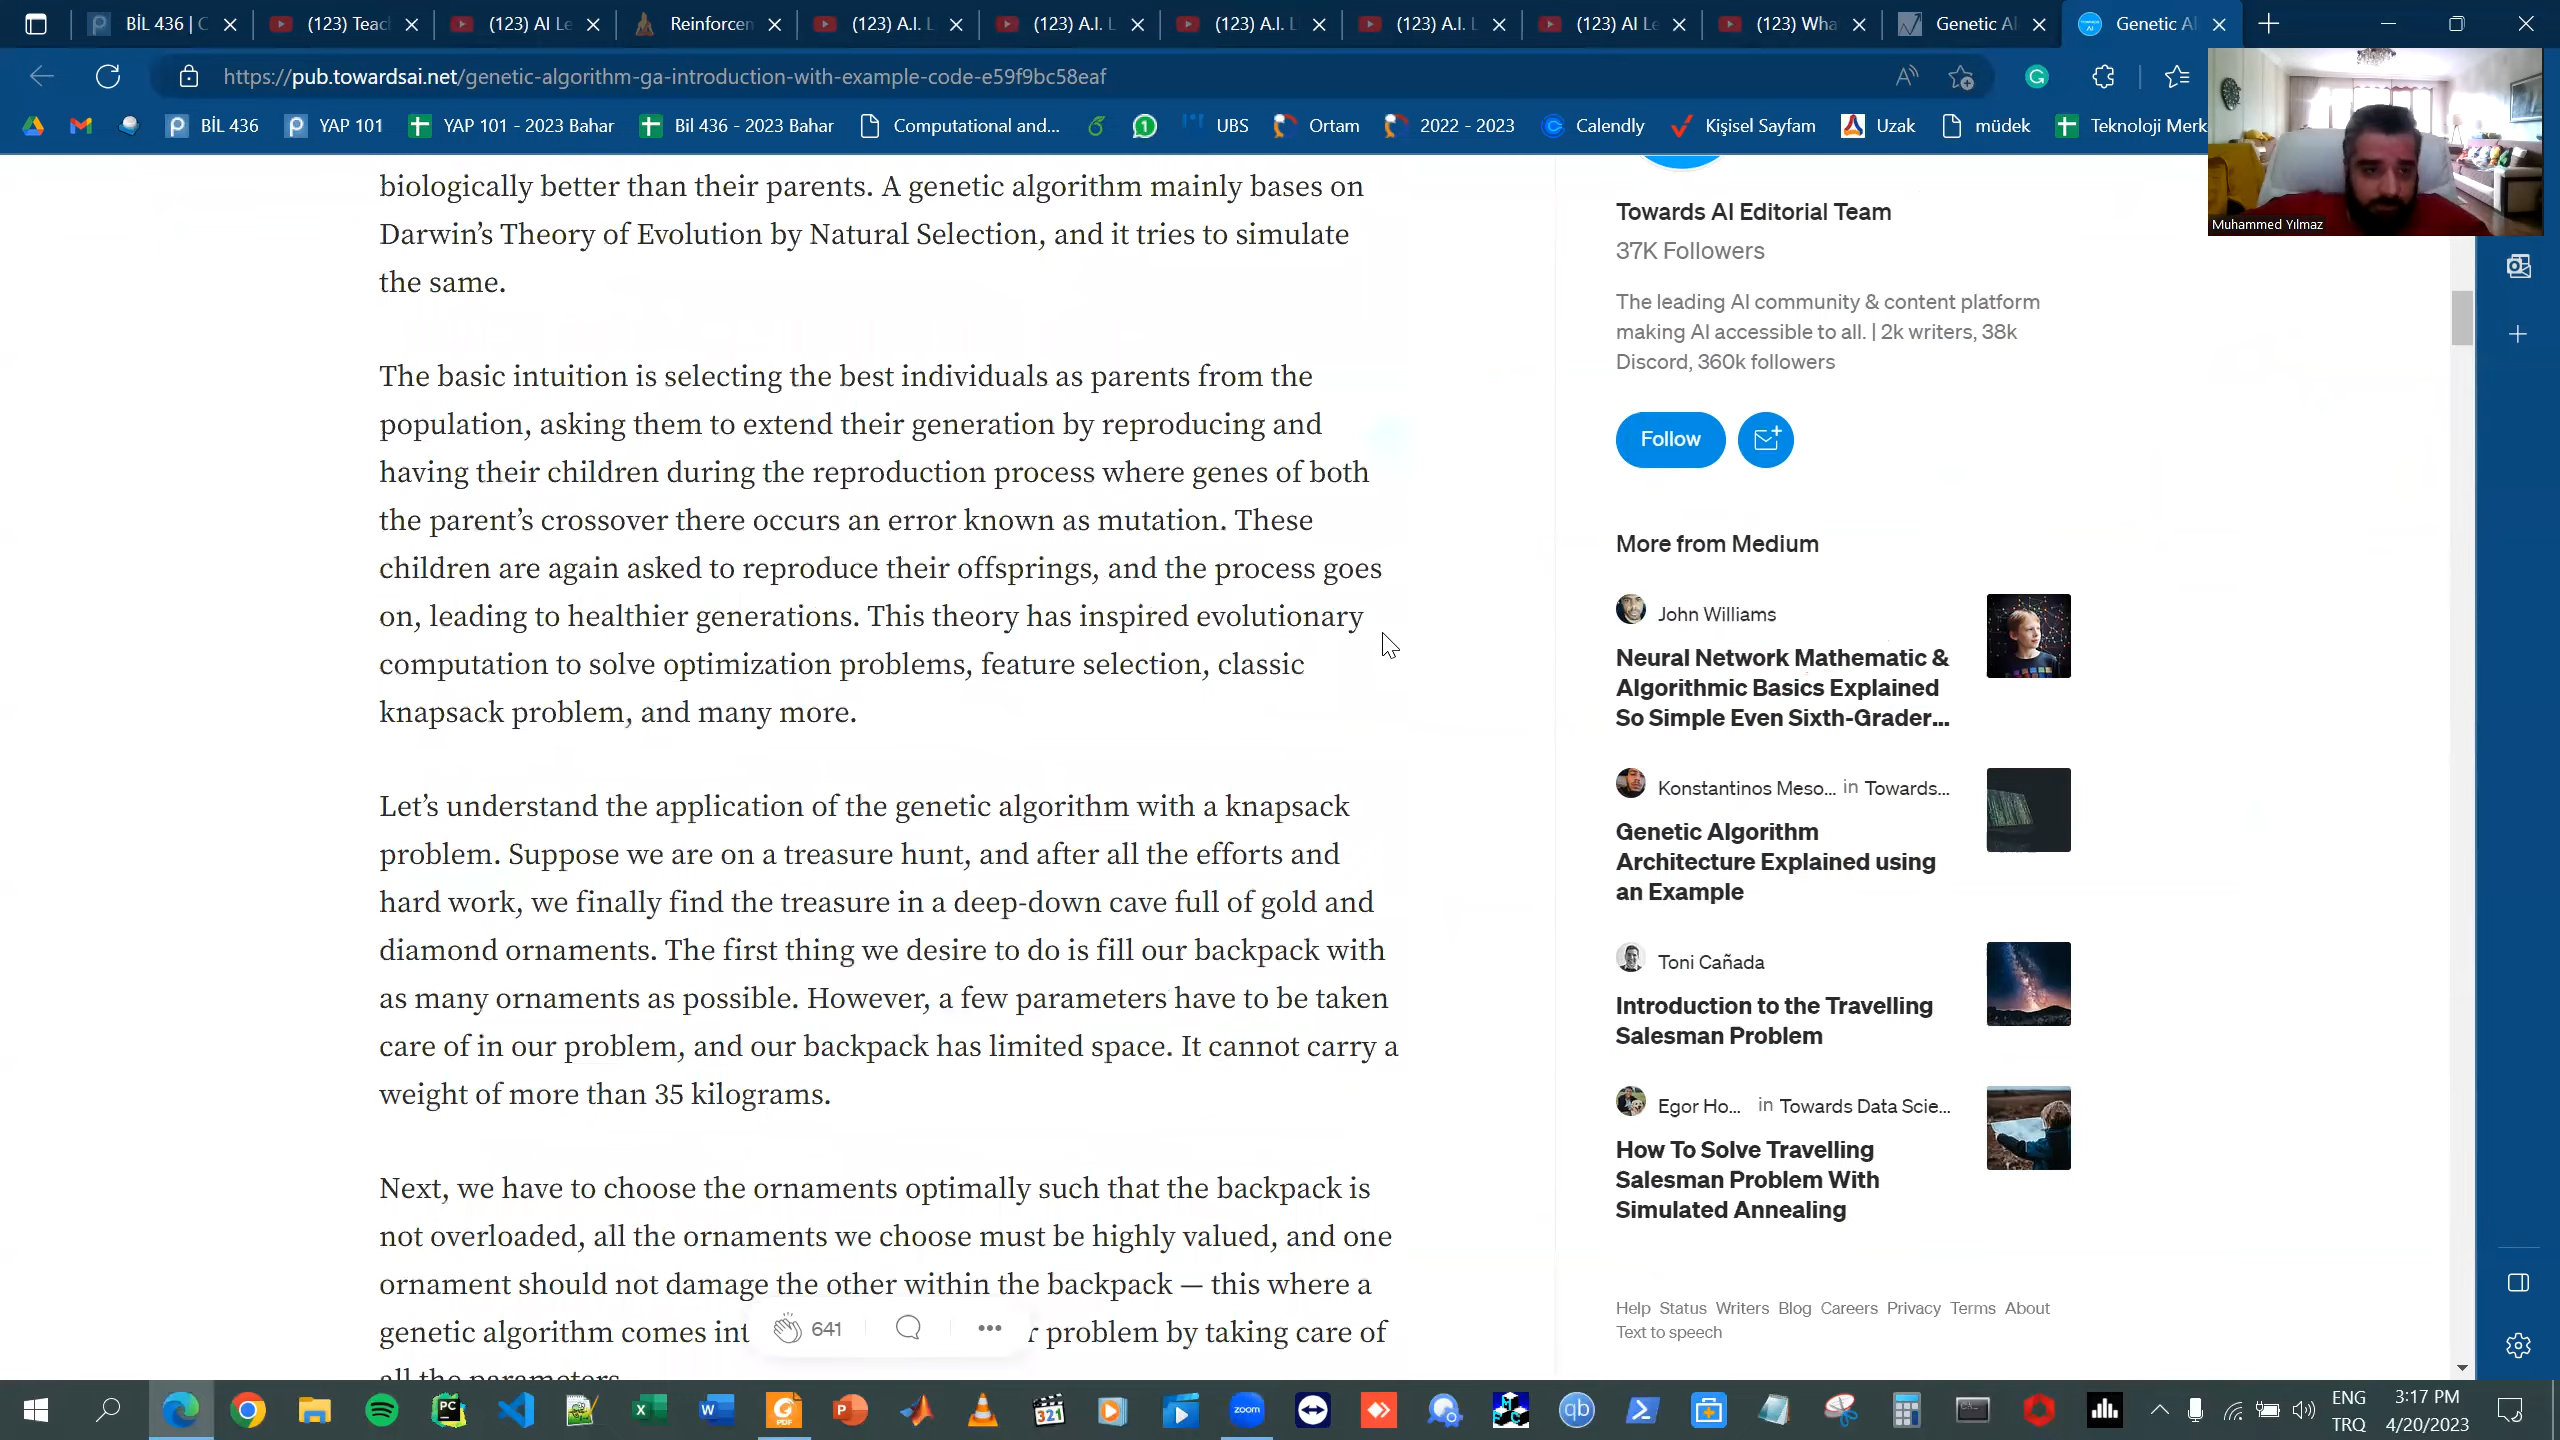 BİL 436 | C
(123) Teac
(123) AI Le
Reinforcen
(123) A.I. L
(123) A.I. L
(123) A.I. L
(123) A.I. L
(123) AI Le
(123) Wha
Genetic Al
Genetic Al
https://pub.towardsai.net/genetic-algorithm-ga-introduction-with-example-code-e59f9bc58eaf
BİL 436
YAP 101
YAP 101 - 2023 Bahar
Bil 436 - 2023 Bahar
Computational and...
UBS
Ortam
2022 - 2023
Calendly
Kişisel Sayfam
Uzak
müdek
Teknoloji Merk
Muhammed Yılmaz
biologically better than their parents. A genetic algorithm mainly bases on
Darwin’s Theory of Evolution by Natural Selection, and it tries to simulate
the same.
The basic intuition is selecting the best individuals as parents from the
population, asking them to extend their generation by reproducing and
having their children during the reproduction process where genes of both
the parent’s crossover there occurs an error known as mutation. These
children are again asked to reproduce their offsprings, and the process goes
on, leading to healthier generations. This theory has inspired evolutionary
computation to solve optimization problems, feature selection, classic
knapsack problem, and many more.
Let’s understand the application of the genetic algorithm with a knapsack
problem. Suppose we are on a treasure hunt, and after all the efforts and
hard work, we finally find the treasure in a deep-down cave full of gold and
diamond ornaments. The first thing we desire to do is fill our backpack with
as many ornaments as possible. However, a few parameters have to be taken
care of in our problem, and our backpack has limited space. It cannot carry a
weight of more than 35 kilograms.
Next, we have to choose the ornaments optimally such that the backpack is
not overloaded, all the ornaments we choose must be highly valued, and one
ornament should not damage the other within the backpack — this where a
genetic algorithm comes int r problem by taking care of
all the parameters
641
Towards AI Editorial Team
37K Followers
The leading AI community & content platform
making AI accessible to all. | 2k writers, 38k
Discord, 360k followers
Follow
More from Medium
John Williams
Neural Network Mathematic &
Algorithmic Basics Explained
So Simple Even Sixth-Grader...
Konstantinos Meso... in Towards...
Genetic Algorithm
Architecture Explained using
an Example
Toni Cañada
Introduction to the Travelling
Salesman Problem
Egor Ho... in Towards Data Scie...
How To Solve Travelling
Salesman Problem With
Simulated Annealing
Help Status Writers Blog Careers Privacy Terms About
Text to speech
ENG
TRQ
3:17 PM
4/20/2023